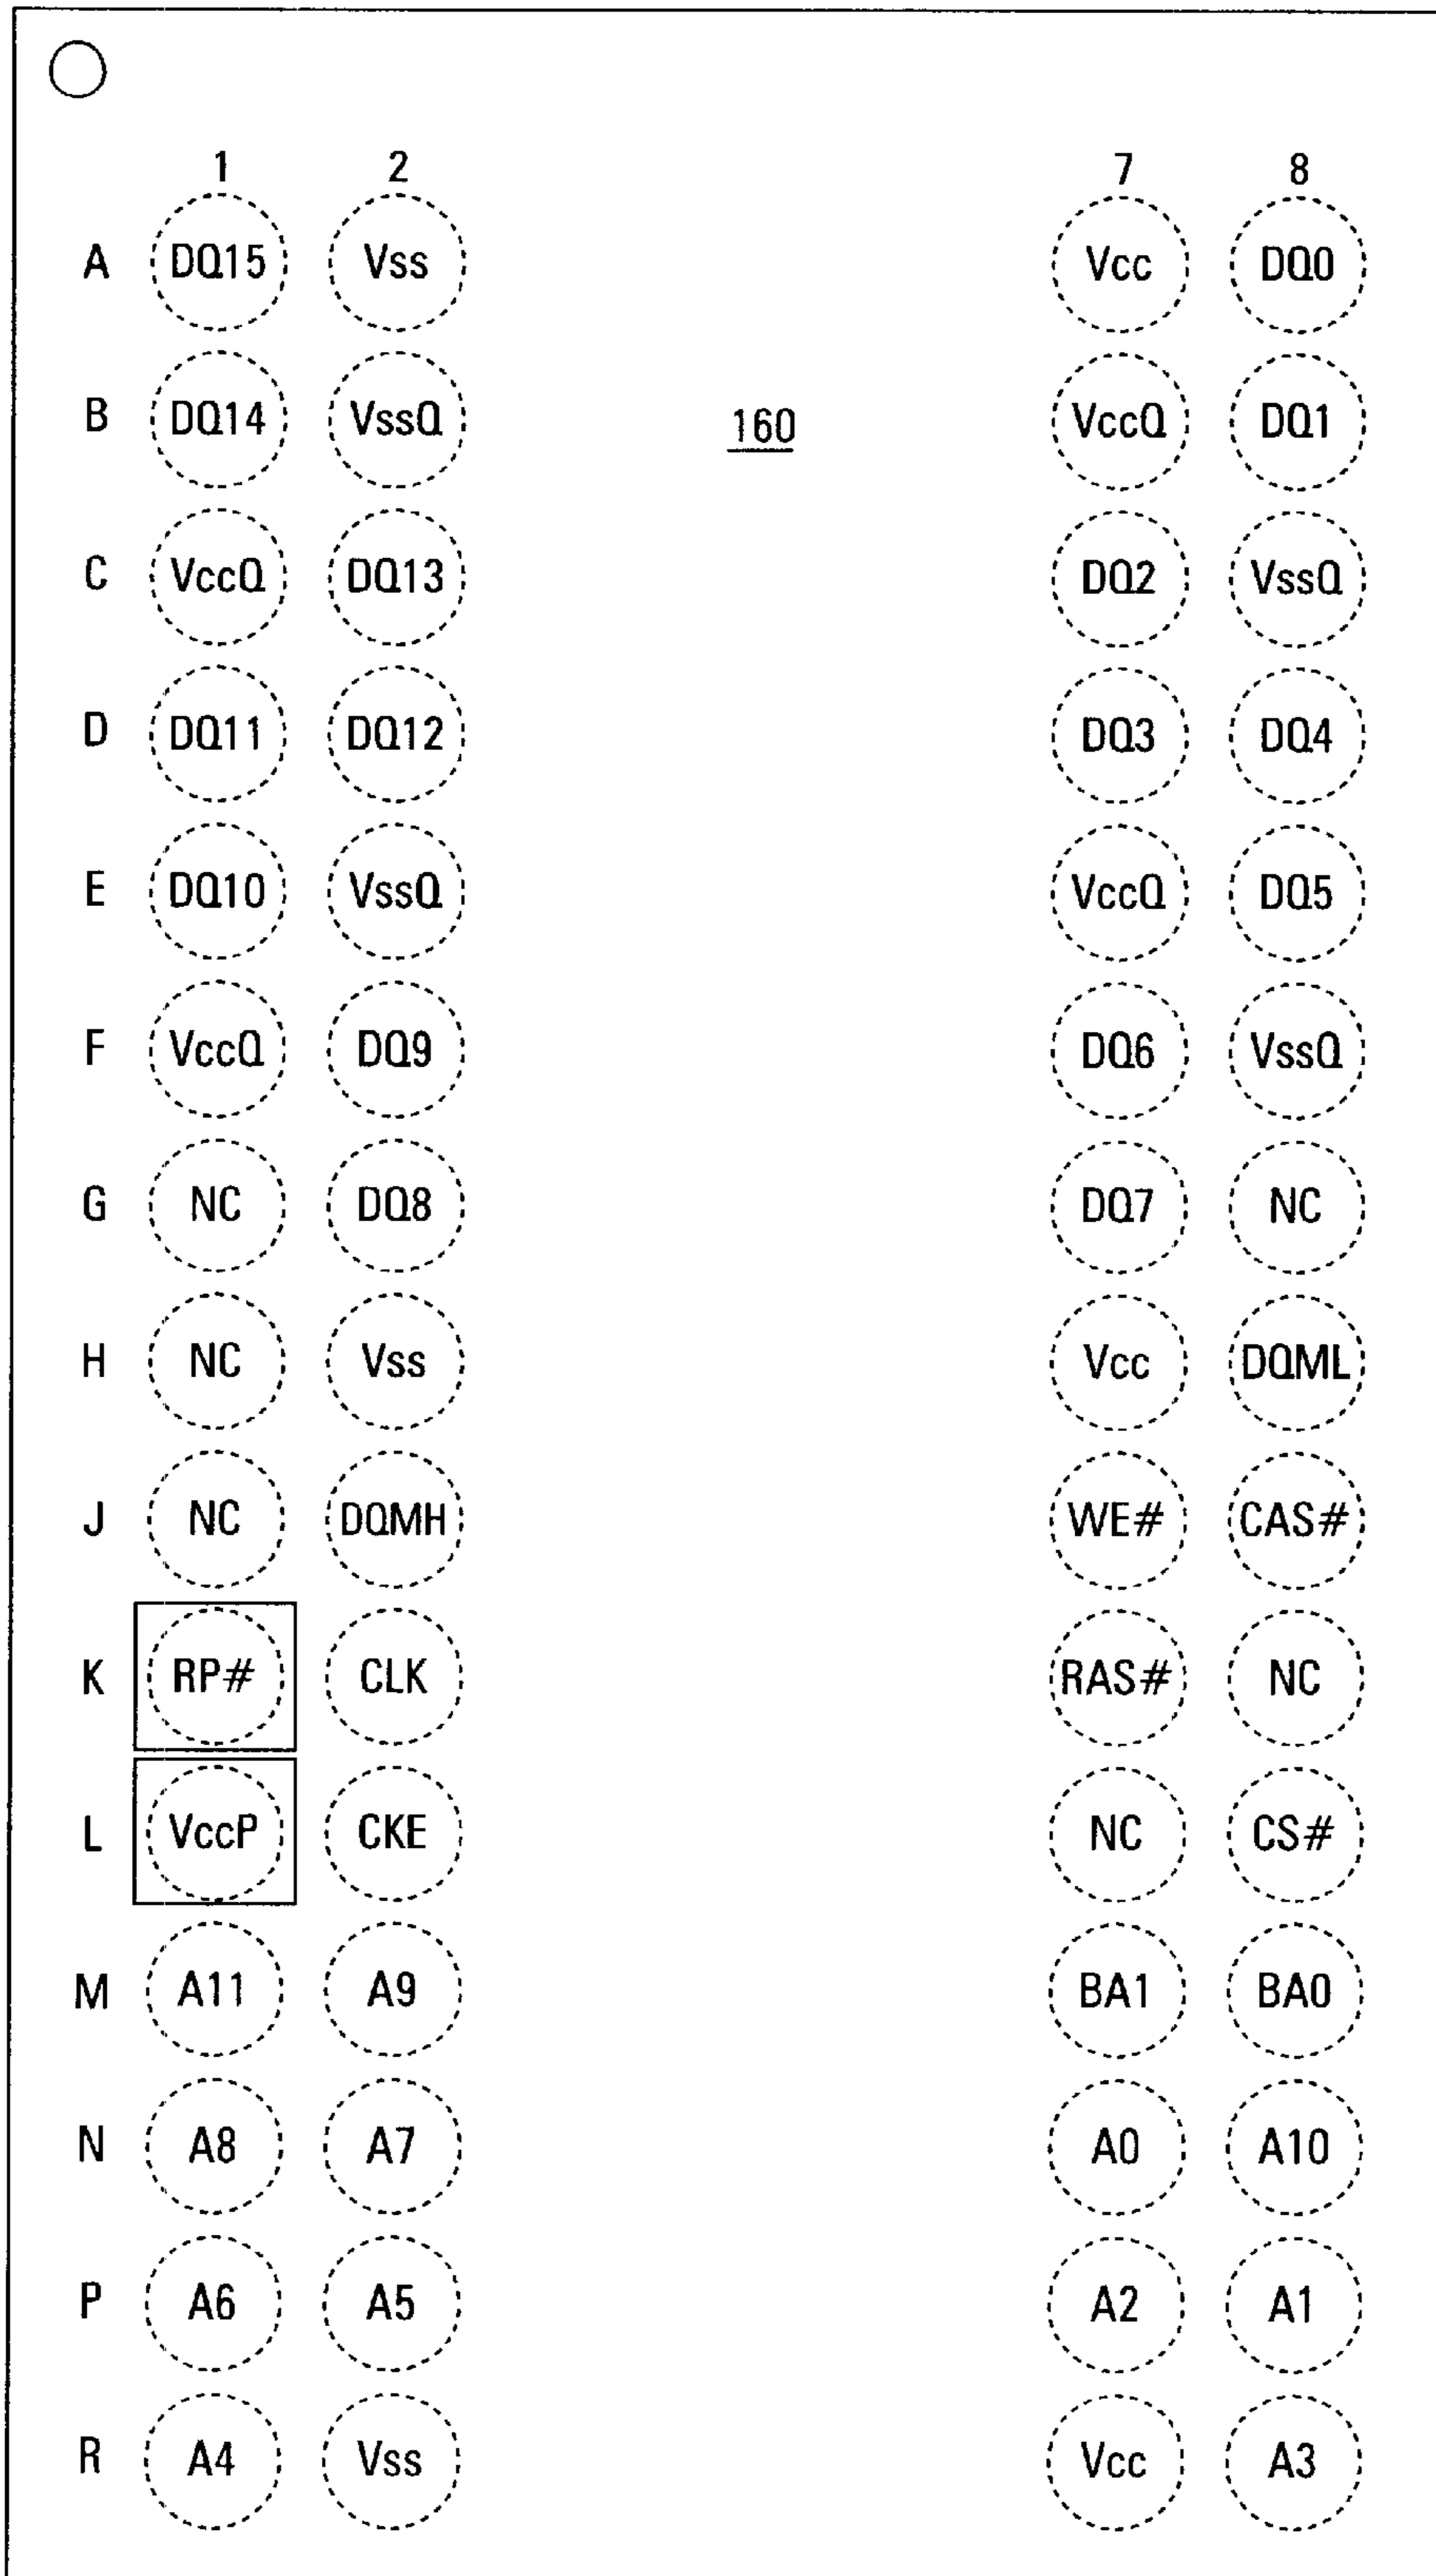 1 2 7 8
A DQ15 Vss Vcc DQ0
B DQ14 VssQ 160 VccQ DQ1
C VccQ DQ13 DQ2 VssQ
D DQ11 DQ12 DQ3 DQ4
E DQ10 VssQ VccQ DQ5
F VccQ DQ9 DQ6 VssQ
G NC DQ8 DQ7 NC
H NC Vss Vcc DQML
J NC DQMH WE# CAS#
K RP# CLK RAS# NC
L VccP CKE NC CS#
M A11 A9 BA1 BA0
N A8 A7 A0 A10
P A6 A5 A2 A1
R A4 Vss Vcc A3